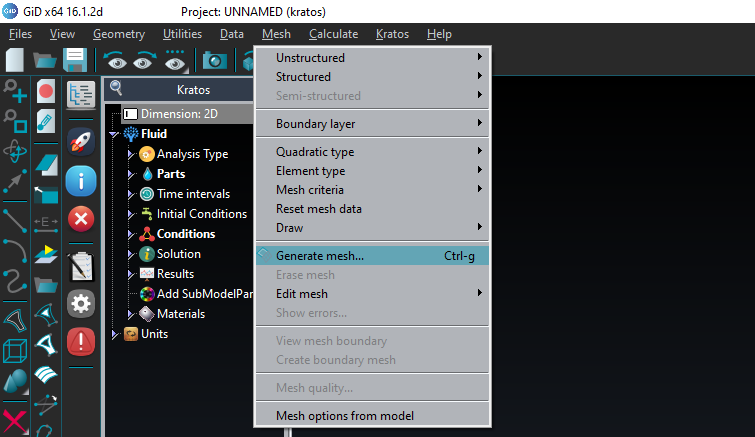 GiD x64 16.1.2d Project: UNNAMED (kratos)
Files View Geometry Utilities Data Mesh Calculate Kratos Help
Kratos
Dimension: 2D
Fluid
Analysis Type
Parts
Time intervals
Initial Conditions
Conditions
Solution
Results
Add SubModelPar
Materials
Units
Unstructured
Structured
Semi-structured
Boundary layer
Quadratic type
Element type
Mesh criteria
Reset mesh data
Draw
Generate mesh... Ctrl-g
Erase mesh
Edit mesh
Show errors...
View mesh boundary
Create boundary mesh
Mesh quality...
Mesh options from model